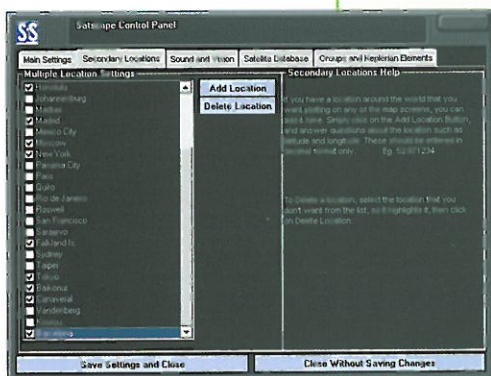 SS
Satscape Control Panel
Main Settings Secondary Locations Sound and Vision Satellite Database Groups and Keplerian Elements
Multiple Location Settings
Honolulu
Johannesburg
Madras
Madrid
Mexico City
Moscow
New York
Panama City
Paris
Quito
Rio de Janeiro
Roswell
San Francisco
Sarajevo
Falkland Is.
Sydney
Taipei
Tokyo
Baikonur
Canaveral
Vandenberg
Kourou
Barcelona
Add Location
Delete Location
Secondary Locations Help
If you have a location around the world that you
want plotting on any of the map screens, you can
add it here. Simply click on the Add Location Button,
and answer questions about the location such as
latitude and longitude. These should be entered in
decimal format only. Eg. 52.971234
To Delete a location, select the location that you
don't want from the list, so it highlights it, then click
on Delete Location.
Save Settings and Close
Close Without Saving Changes